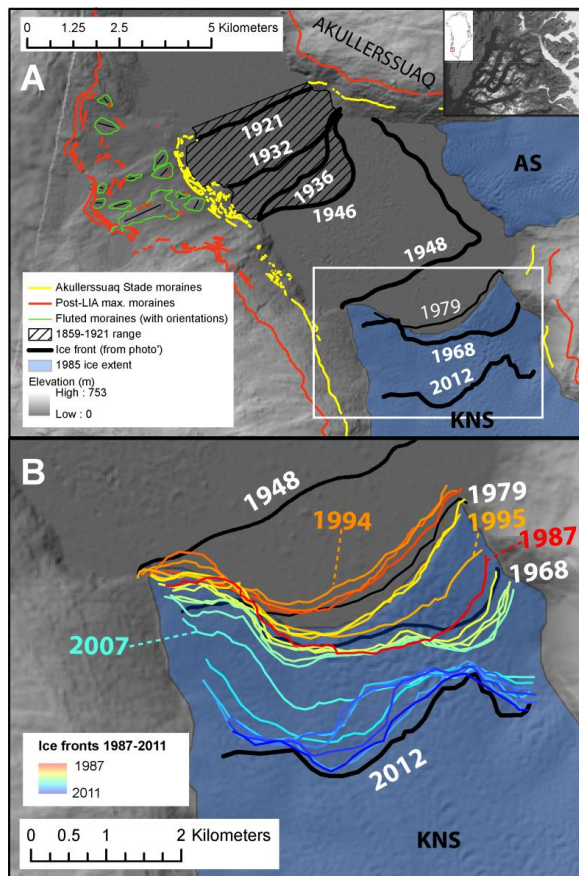 0 1.25 2.5 5 Kilometers
AKULLERSSUAQ
A
1921
1932
1936
1946
AS
1948
1979
1968
2012
KNS
Akullerssuaq Stade moraines
Post-LIA max. moraines
Fluted moraines (with orientations)
1859-1921 range
Ice front (from photo')
1985 ice extent
Elevation (m)
High : 753
Low : 0
B
1948
1979
1994
1995
1987
1968
2007
2012
Ice fronts 1987-2011
1987
2011
KNS
0 0.5 1 2 Kilometers